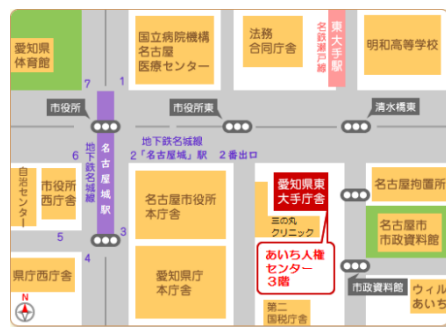 愛知県
体育館
国立病院機構
名古屋
医療センター
法務
合同庁舎
東大手駅
名鉄瀬戸線
明和高等学校
7
1
市役所
市役所東
清水橋東
地下鉄名城線
2「名古屋城」駅
2番出口
6
地下鉄名城線
名古屋城駅
自治センター
市役所
西庁舎
名古屋市役所
本庁舎
愛知県東
大手庁舎
三の丸
クリニック
名古屋拘置所
名古屋市
市政資料館
5
3
4
あいち人権
センター
3階
県庁西庁舎
愛知県庁
本庁舎
第二
国税庁舎
市政資料館
ウィル
あいち
N